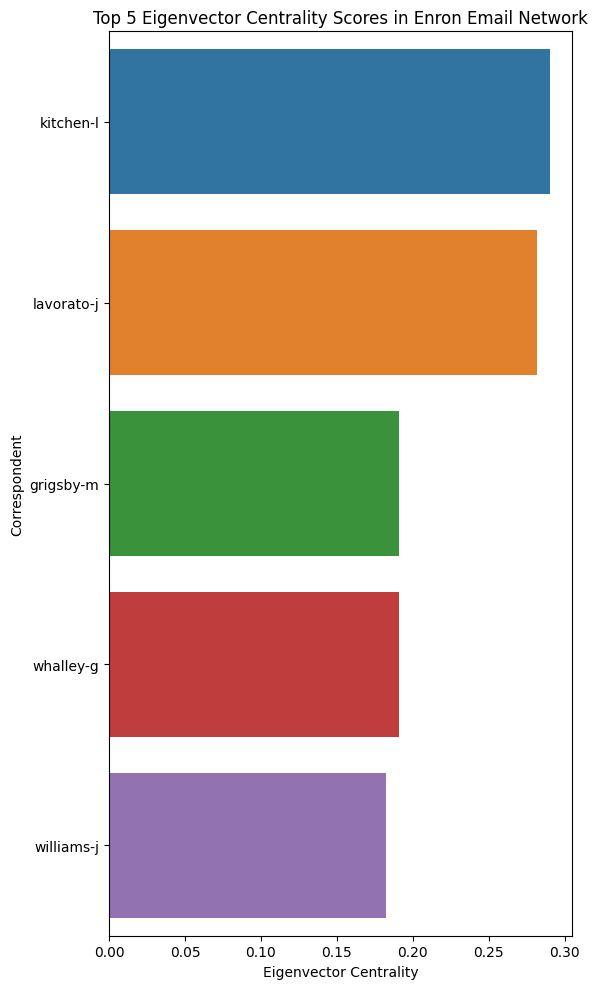 Top 5 Eigenvector Centrality Scores in Enron Email Network
Correspondent
kitchen-l
lavorato-j
grigsby-m
whalley-g
williams-j
0.00 0.05 0.10 0.15 0.20 0.25 0.30
Eigenvector Centrality